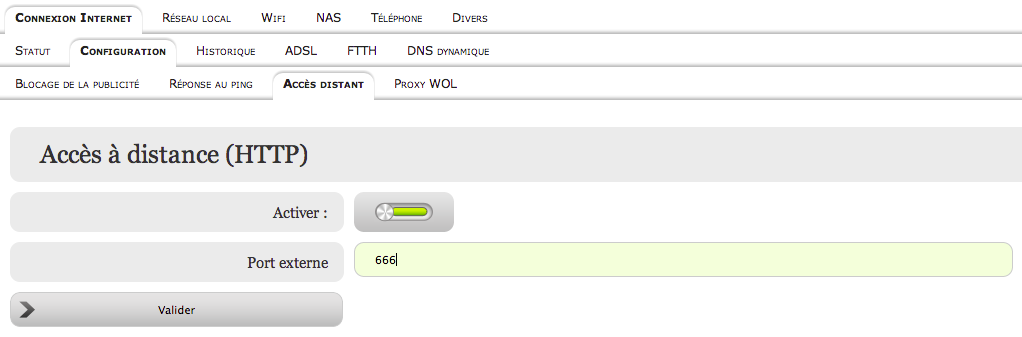 Connexion Internet Réseau local Wifi NAS Téléphone Divers
Statut Configuration Historique ADSL FTTH DNS dynamique
Blocage de la publicité Réponse au ping Accès distant Proxy WOL
Accès à distance (HTTP)
Activer :
Port externe 666
Valider